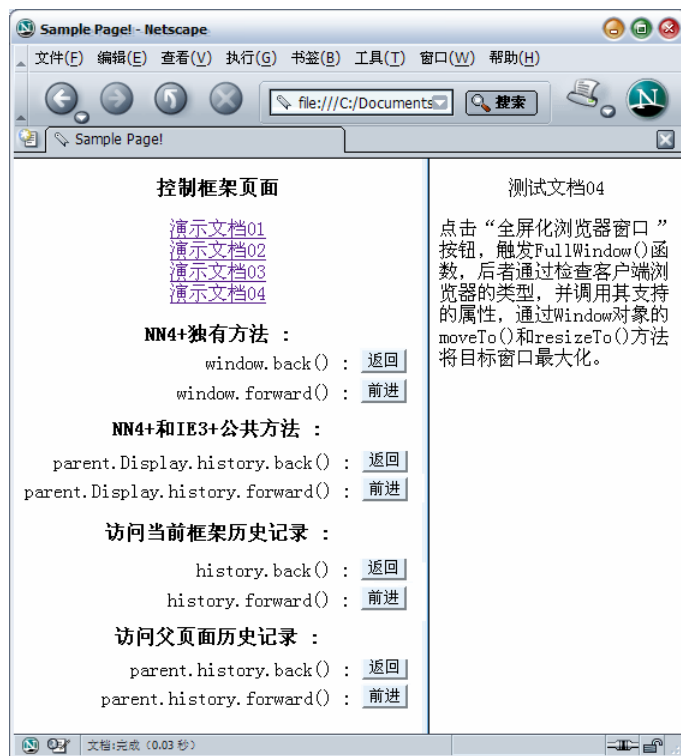 Sample Page! - Netscape
文件(F) 编辑(E) 查看(V) 执行(G) 书签(B) 工具(T) 窗口(W) 帮助(H)
file:///C:/Documents
搜索
N
Sample Page!
控制框架页面
演示文档01
演示文档02
演示文档03
演示文档04
NN4+独有方法 :
window.back() : 返回
window.forward() : 前进
NN4+和IE3+公共方法 :
parent.Display.history.back() : 返回
parent.Display.history.forward() : 前进
访问当前框架历史记录 :
history.back() : 返回
history.forward() : 前进
访问父页面历史记录 :
parent.history.back() : 返回
parent.history.forward() : 前进
测试文档04
点击“全屏化浏览器窗口 ”
按钮, 触发FullWindow()函
数, 后者通过检查客户端浏
览器的类型, 并调用其支持
的属性, 通过Window对象的
moveTo()和resizeTo()方法
将目标窗口最大化。
文档:完成 (0.03 秒)